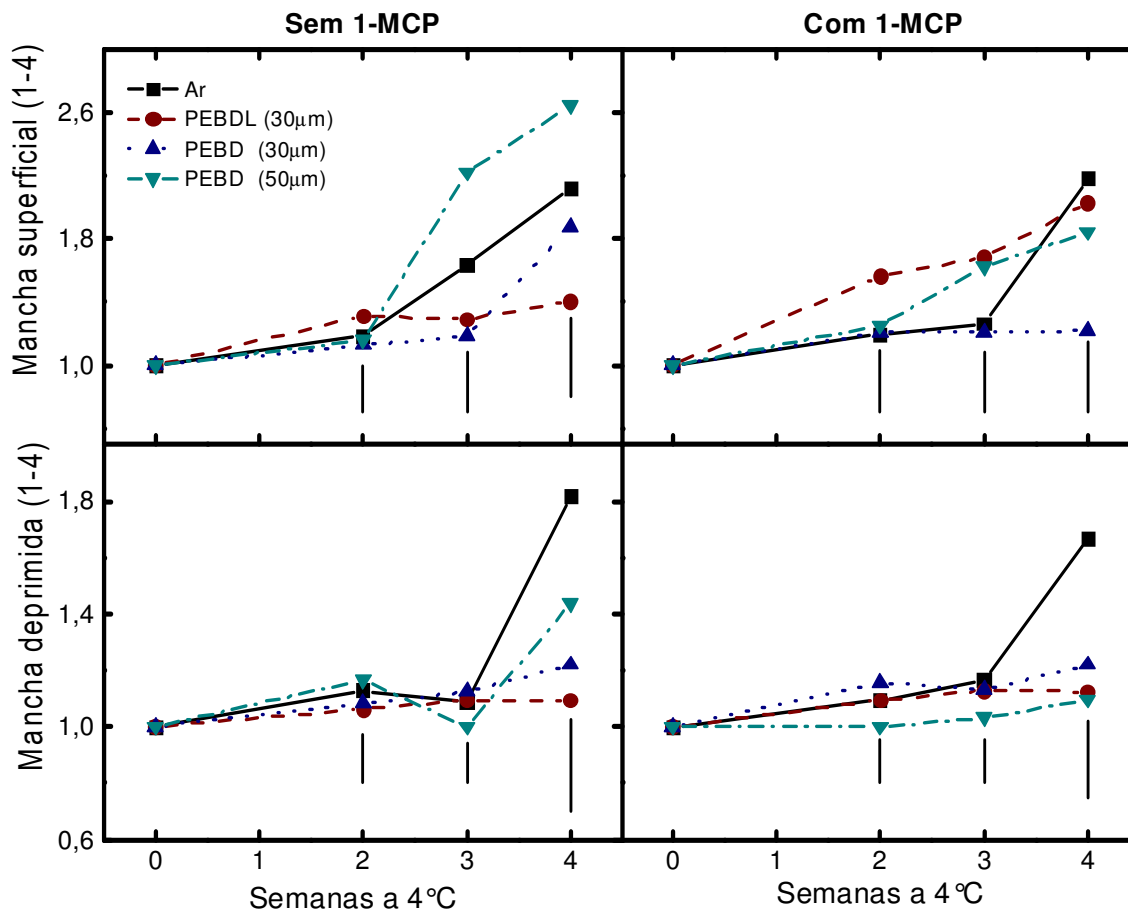 Sem 1-MCP
Com 1-MCP
Mancha superficial (1-4)
2,6
1,8
1,0
Ar
PEBDL (30μm)
PEBD (30μm)
PEBD (50μm)
Mancha deprimida (1-4)
1,8
1,4
1,0
0,6
0 1 2 3 4
0 1 2 3 4
Semanas a 4°C
Semanas a 4°C